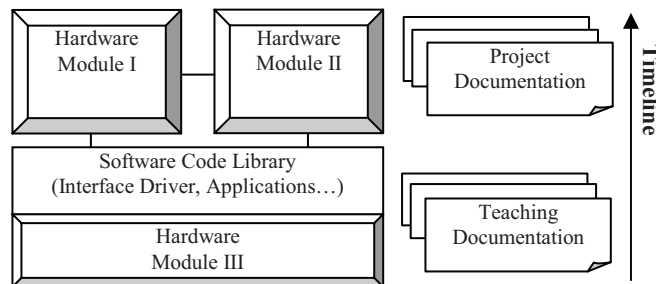 Hardware
Module I
Hardware
Module II
Project
Documentation
Timeline
Software Code Library
(Interface Driver, Applications…)
Teaching
Documentation
Hardware
Module III